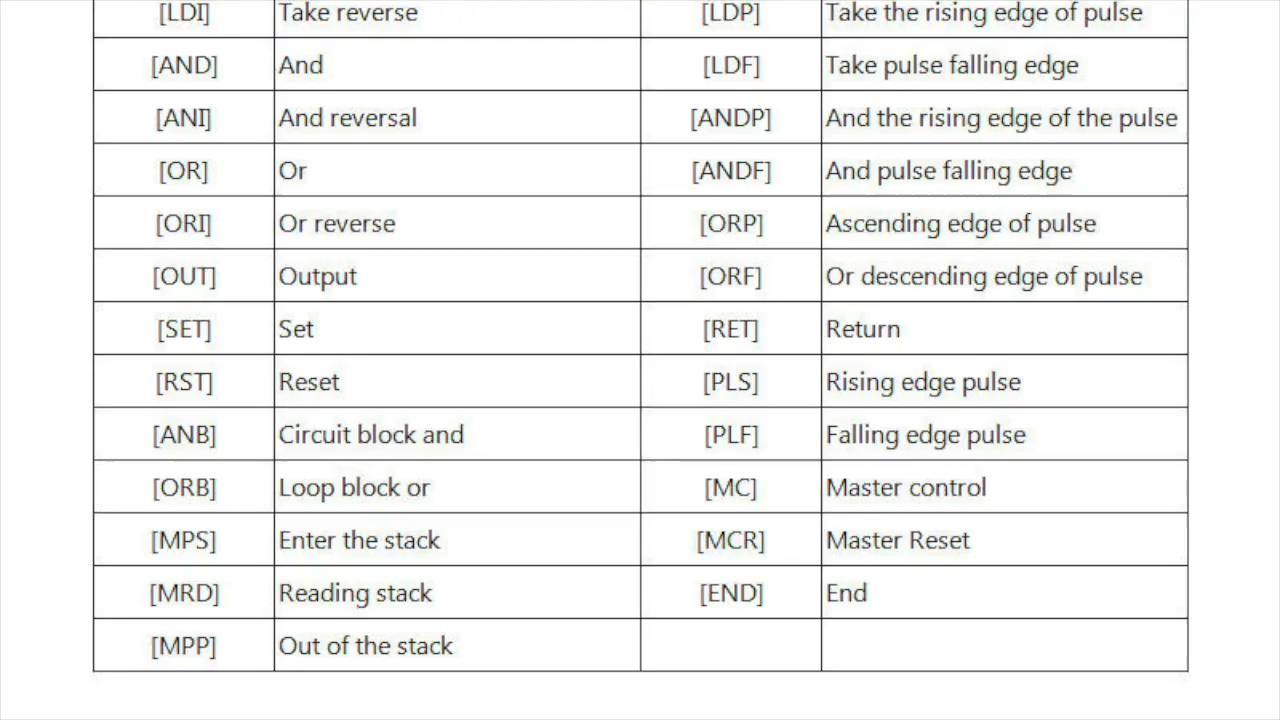 [LDI] Take reverse [LDP] Take the rising edge of pulse
[AND] And [LDF] Take pulse falling edge
[ANI] And reversal [ANDP] And the rising edge of the pulse
[OR] Or [ANDF] And pulse falling edge
[ORI] Or reverse [ORP] Ascending edge of pulse
[OUT] Output [ORF] Or descending edge of pulse
[SET] Set [RET] Return
[RST] Reset [PLS] Rising edge pulse
[ANB] Circuit block and [PLF] Falling edge pulse
[ORB] Loop block or [MC] Master control
[MPS] Enter the stack [MCR] Master Reset
[MRD] Reading stack [END] End
[MPP] Out of the stack